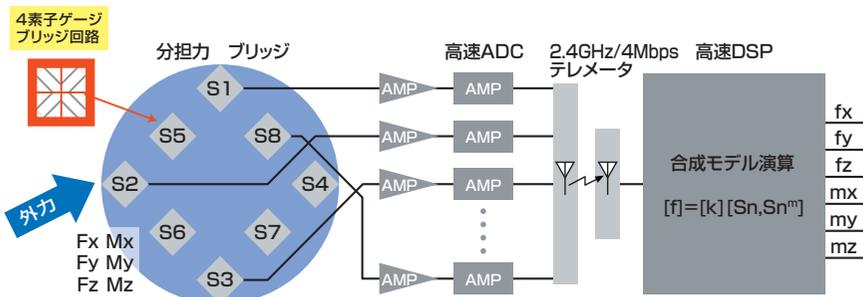 4素子ゲージ
ブリッジ回路
分担力 ブリッジ
高速ADC
2.4GHz/4Mbps
テレメータ
高速DSP
S1
S5
S8
S2
S4
S6
S7
S3
外力
Fx Mx
Fy My
Fz Mz
AMP
AMP
AMP
AMP
AMP
AMP
AMP
AMP
合成モデル演算
[f]=[k][Sn,Snᵐ]
fx
fy
fz
mx
my
mz